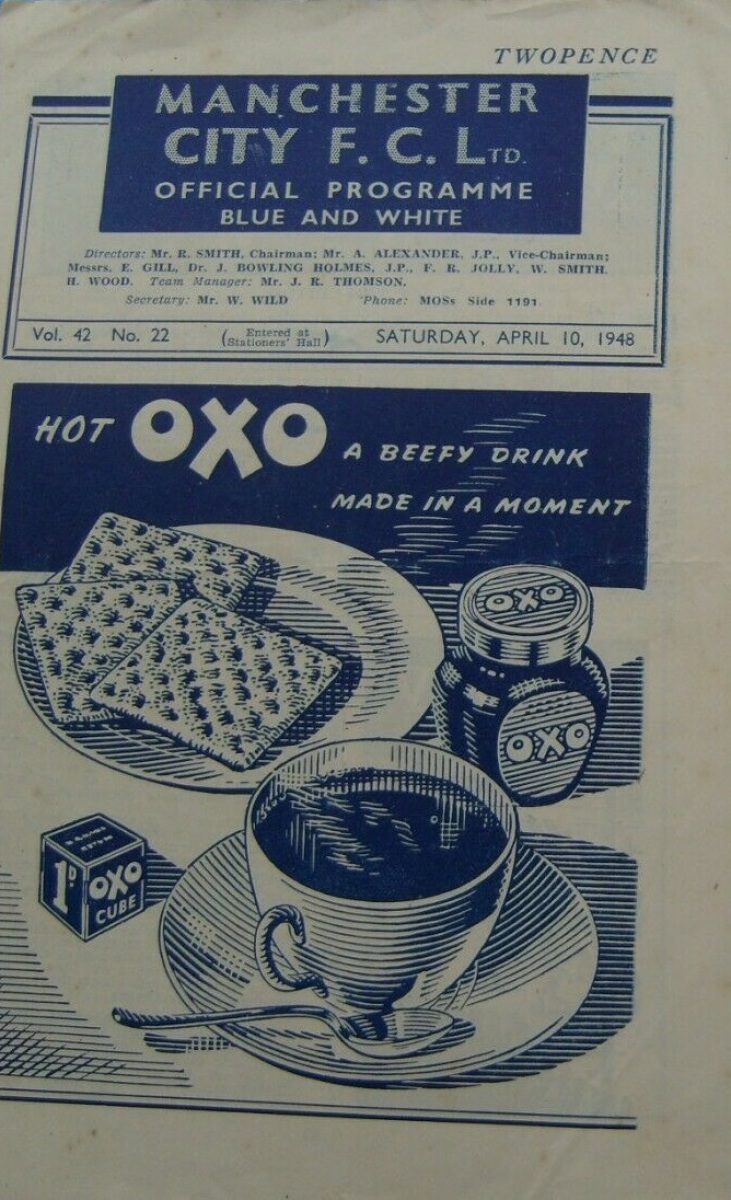 TWOPENCE
MANCHESTER
CITY F. C. LTD.
OFFICIAL PROGRAMME
BLUE AND WHITE
Directors: Mr. R. SMITH, Chairman; Mr. A. ALEXANDER, J.P., Vice-Chairman;
Messrs. E. GILL, Dr. J. BOWLING HOLMES, J.P., F. R. JOLLY, W. SMITH.
H. WOOD. Team Manager: Mr. J. R. THOMSON.
Secretary: Mr. W. WILD 'Phone: MOSs Side 1191.
Vol. 42 No. 22 (Entered at Stationers' Hall) SATURDAY, APRIL 10, 1948
HOT OXO A BEEFY DRINK
MADE IN A MOMENT
OXO
OXO
1D OXO
CUBE